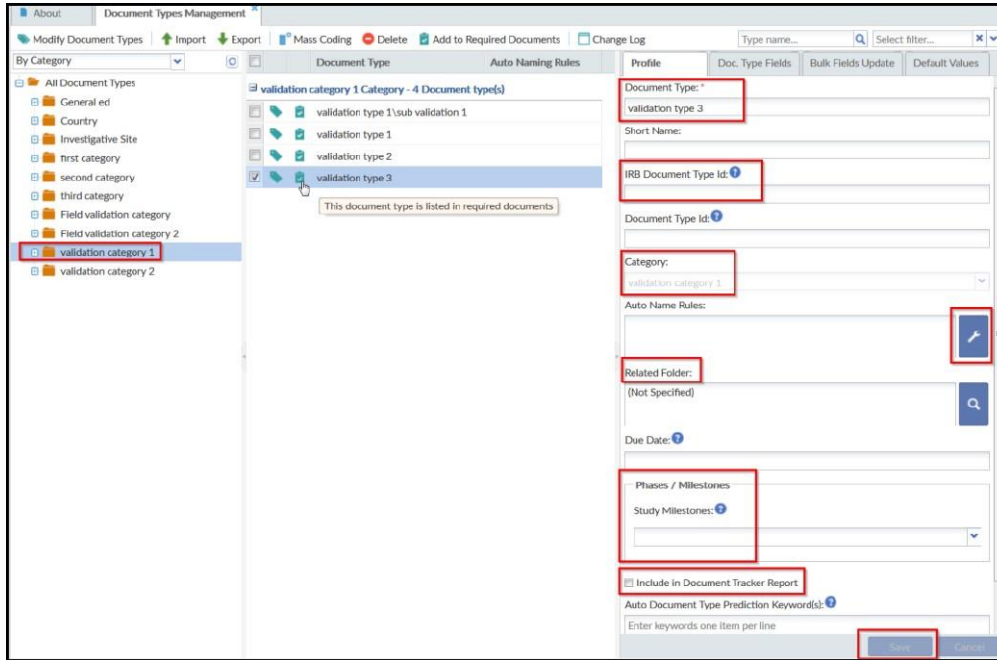 About
Document Types Management
Modify Document Types Import Export Mass Coding Delete Add to Required Documents Change Log Type name... Select filter...
By Category
All Document Types
General ed
Country
Investigative Site
first category
second category
third category
Field validation category
Field validation category 2
validation category 1
validation category 2
Document Type Auto Naming Rules
validation category 1 Category - 4 Document type(s)
validation type 1\sub validation 1
validation type 1
validation type 2
validation type 3
This document type is listed in required documents
Profile Doc. Type Fields Bulk Fields Update Default Values
Document Type: *
validation type 3
Short Name:
IRB Document Type Id:
Document Type Id:
Category:
validation category 1
Auto Name Rules:
Related Folder:
(Not Specified)
Due Date:
Phases / Milestones
Study Milestones:
Include in Document Tracker Report
Auto Document Type Prediction Keyword(s):
Enter keywords one item per line
Save Cancel